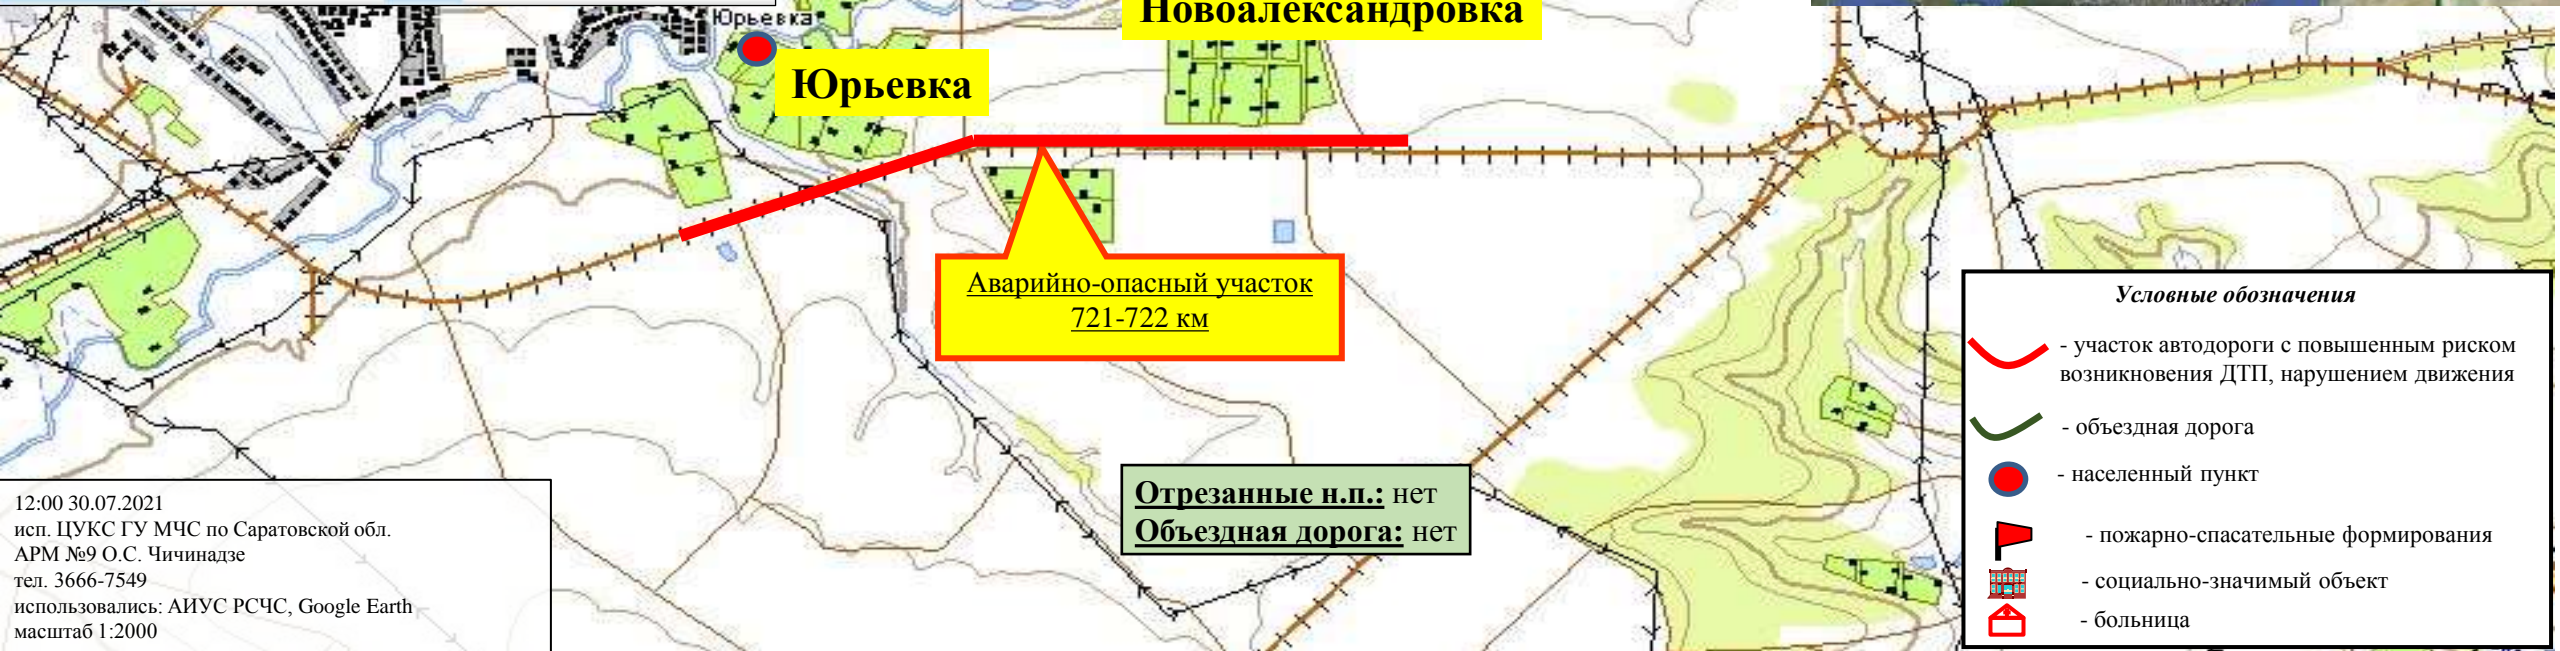 Юрьевка
Новоалександровка
Юрьевка
Аварийно-опасный участок
721-722 км
Условные обозначения
- участок автодороги с повышенным риском
возникновения ДТП, нарушением движения
- объездная дорога
- населенный пункт
- пожарно-спасательные формирования
- социально-значимый объект
- больница
Отрезанные н.п.: нет
Объездная дорога: нет
12:00 30.07.2021
исп. ЦУКС ГУ МЧС по Саратовской обл.
АРМ №9 О.С. Чичинадзе
тел. 3666-7549
использовались: АИУС РСЧС, Google Earth
масштаб 1:2000